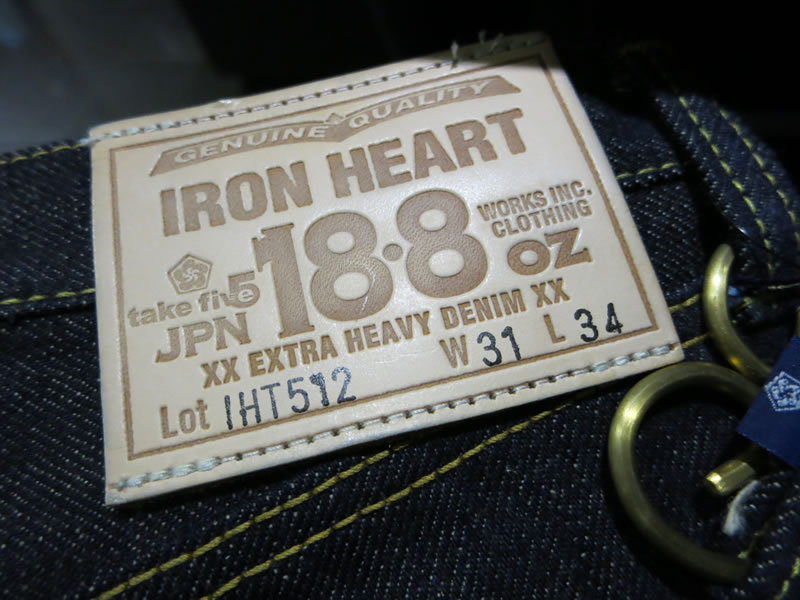 GENUINE QUALITY
IRON HEART
WORKS INC.
CLOTHING
18·8 oz
take five 5
JPN
XX EXTRA HEAVY DENIM XX
W 31 L 34
Lot IHT512